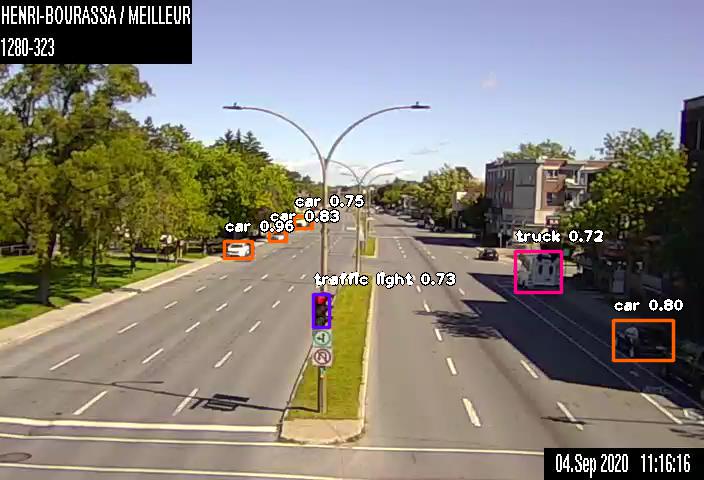 HENRI-BOURASSA / MEILLEUR
1280-323
car 0.75
car 0.83
car 0.96
truck 0.72
traffic light 0.73
car 0.80
04.Sep 2020 11:16:16